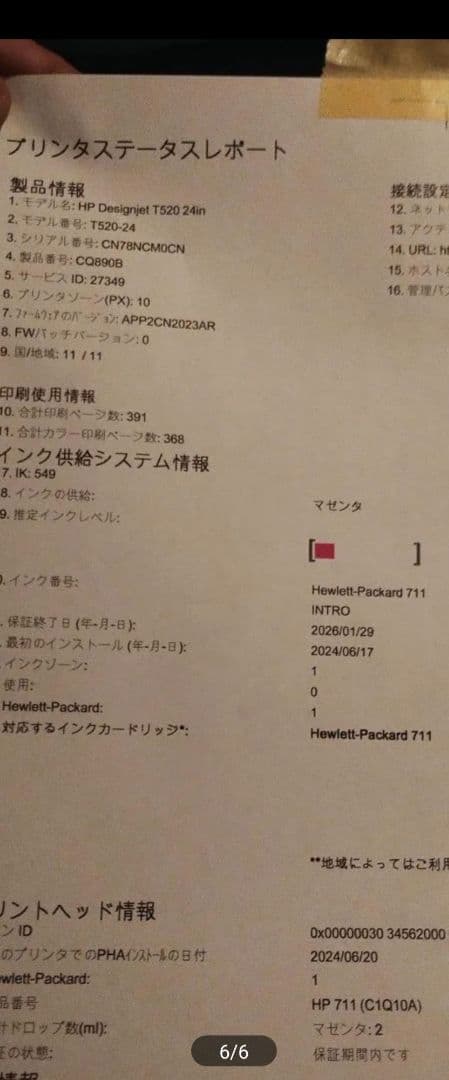 プリンタステータスレポート
製品情報
1. モデル名: HP Designjet T520 24in
2. モデル番号: T520-24
3. シリアル番号: CN78NCM0CN
4. 製品番号: CQ890B
5. サービス ID: 27349
6. プリンタゾーン(PX): 10
7. ファームウェアのバージョン: APP2CN2023AR
8. FWパッチバージョン: 0
9. 国/地域: 11 / 11
接続設定
12. ネット
13. アクテ
14. URL: ht
15. ホスト
16. 管理パ
印刷使用情報
10. 合計印刷ページ数: 391
11. 合計カラー印刷ページ数: 368
インク供給システム情報
7. IK: 549
8. インクの供給:
マゼンタ
9. 推定インクレベル:
[ ]
). インク番号:
Hewlett-Packard 711
INTRO
. 保証終了日 (年-月-日):
2026/01/29
. 最初のインストール (年-月-日):
2024/06/17
インクゾーン:
1
使用:
0
Hewlett-Packard:
1
対応するインクカードリッジ*:
Hewlett-Packard 711
**地域によってはご利用
リントヘッド情報
ン ID
0x00000030 34562000
のプリンタでのPHAインストールの日付
2024/06/20
ewlett-Packard:
1
品番号
HP 711 (C1Q10A)
計ドロップ数(ml):
マゼンタ: 2
証の状態:
保証期間内です
6/6